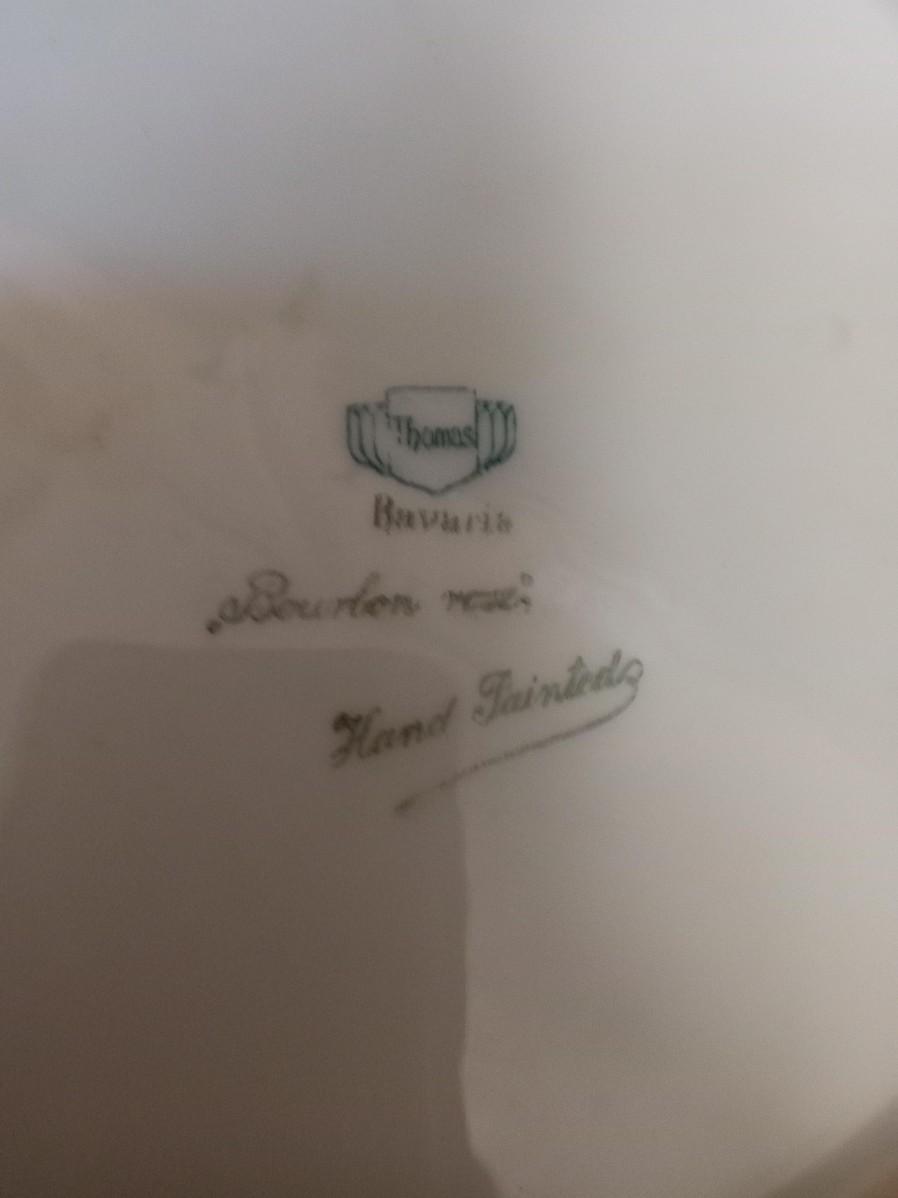 Thomas
Bavaria
„Bourbon rose“
Hand Painted